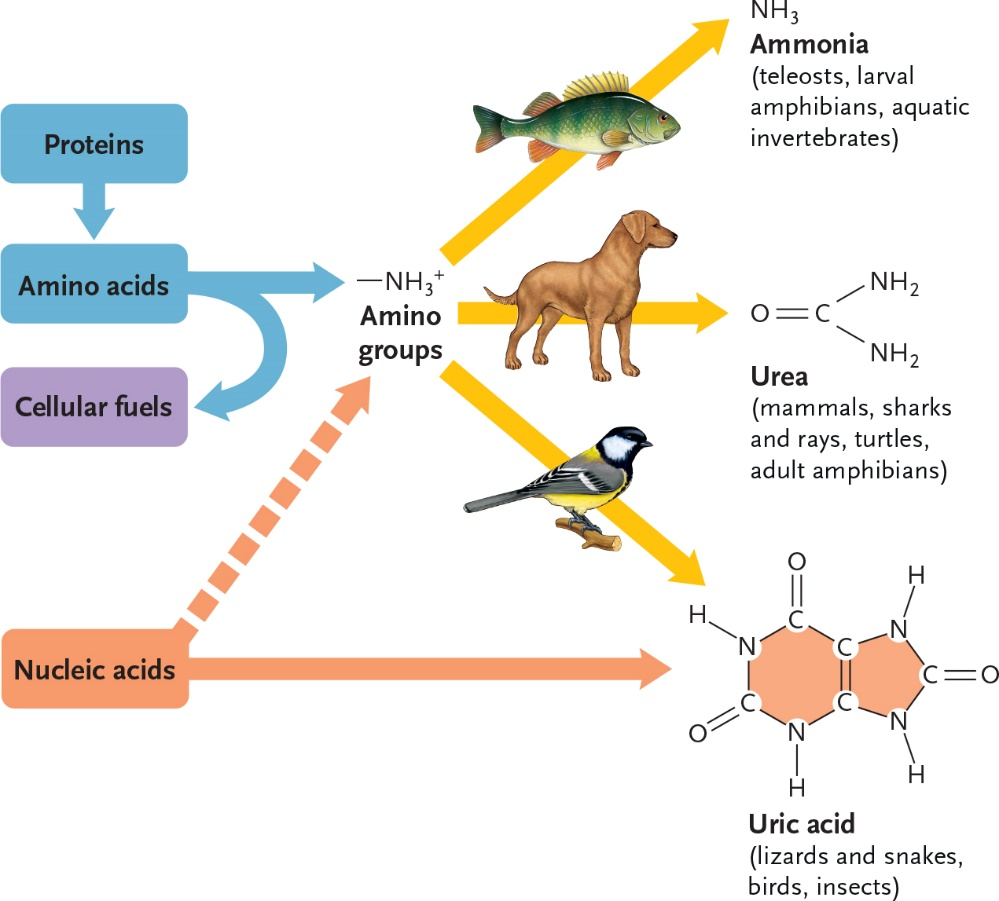 Proteins
Amino acids
Cellular fuels
Nucleic acids
—NH₃⁺
Amino
groups
NH₃
Ammonia
(teleosts, larval
amphibians, aquatic
invertebrates)
NH₂
O=C
NH₂
Urea
(mammals, sharks
and rays, turtles,
adult amphibians)
O
H
H
C
N
N
C
C
O
C
C
O
N
N
H
H
Uric acid
(lizards and snakes,
birds, insects)